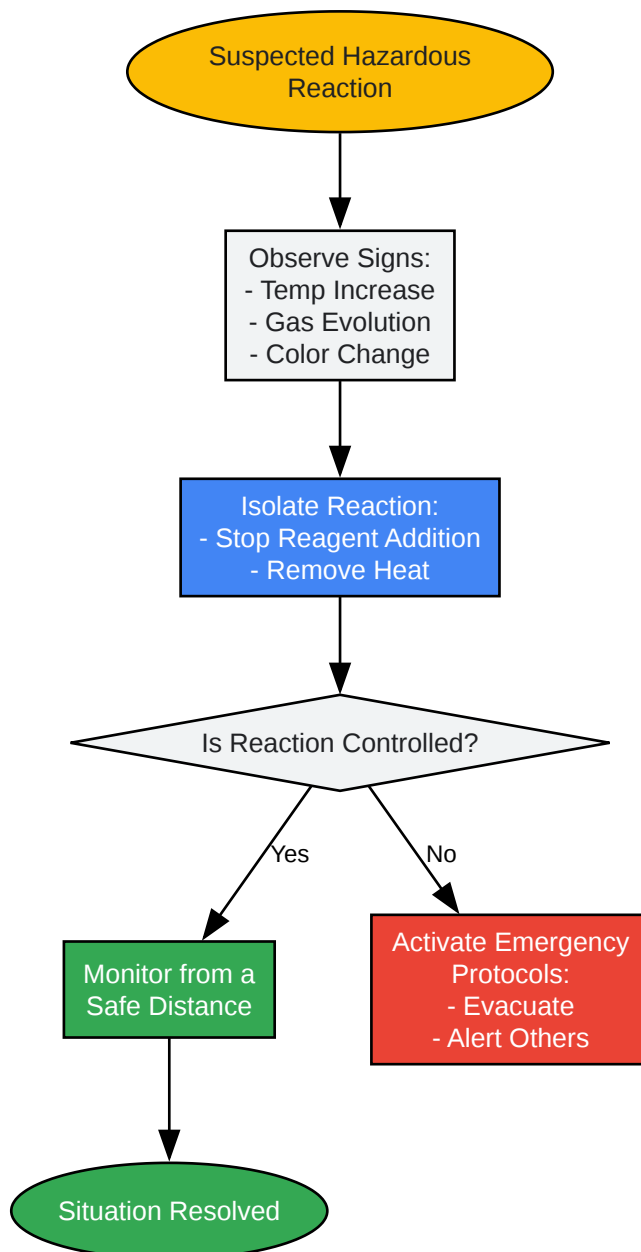 Suspected Hazardous
Reaction
Observe Signs:
- Temp Increase
- Gas Evolution
- Color Change
Isolate Reaction:
- Stop Reagent Addition
- Remove Heat
Is Reaction Controlled?
Yes
No
Monitor from a
Safe Distance
Activate Emergency
Protocols:
- Evacuate
- Alert Others
Situation Resolved